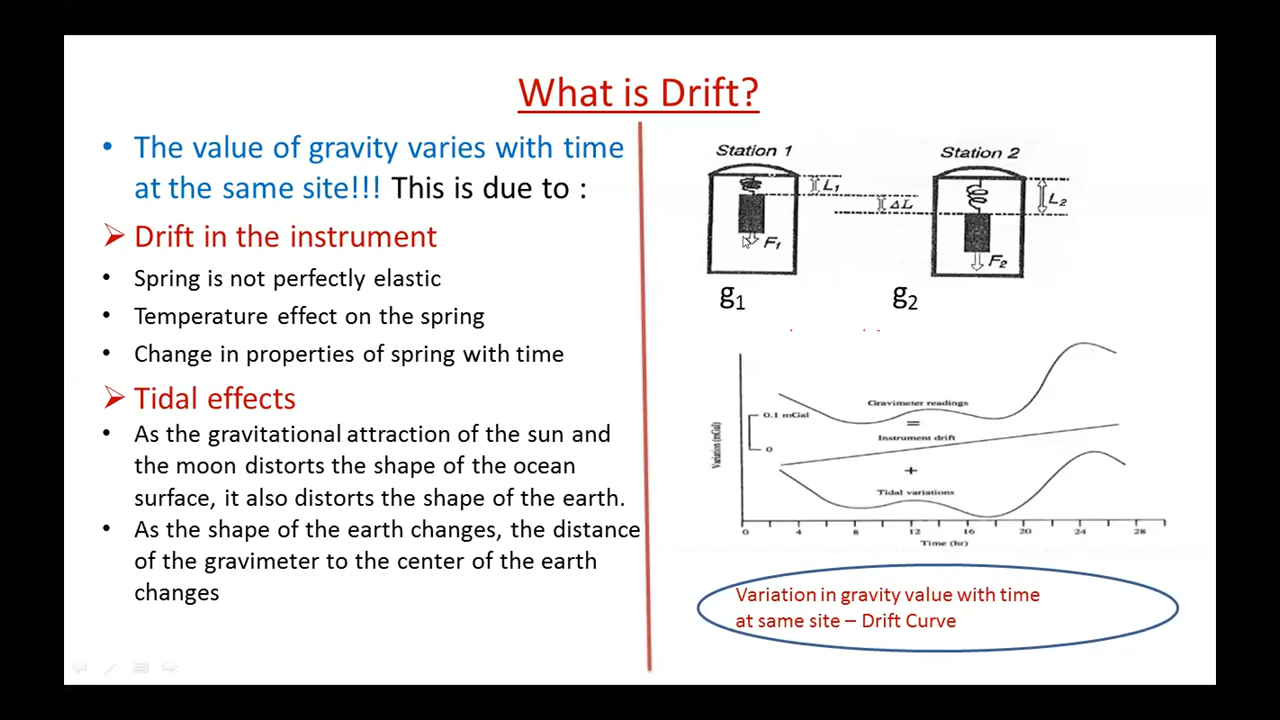 What is Drift?
• The value of gravity varies with time
at the same site!!! This is due to :
➢ Drift in the instrument
• Spring is not perfectly elastic
• Temperature effect on the spring
• Change in properties of spring with time
➢ Tidal effects
• As the gravitational attraction of the sun and
the moon distorts the shape of the ocean
surface, it also distorts the shape of the earth.
• As the shape of the earth changes, the distance
of the gravimeter to the center of the earth
changes
Station 1
Station 2
L₁
ΔL
L₂
F₁
F₂
g₁
g₂
Gravimeter readings
0.1 mGal
=
Instrument drift
0
+
Tidal variations
Variation (mGal)
0 4 8 12 16 20 24 28
Time (hr)
Variation in gravity value with time
at same site – Drift Curve